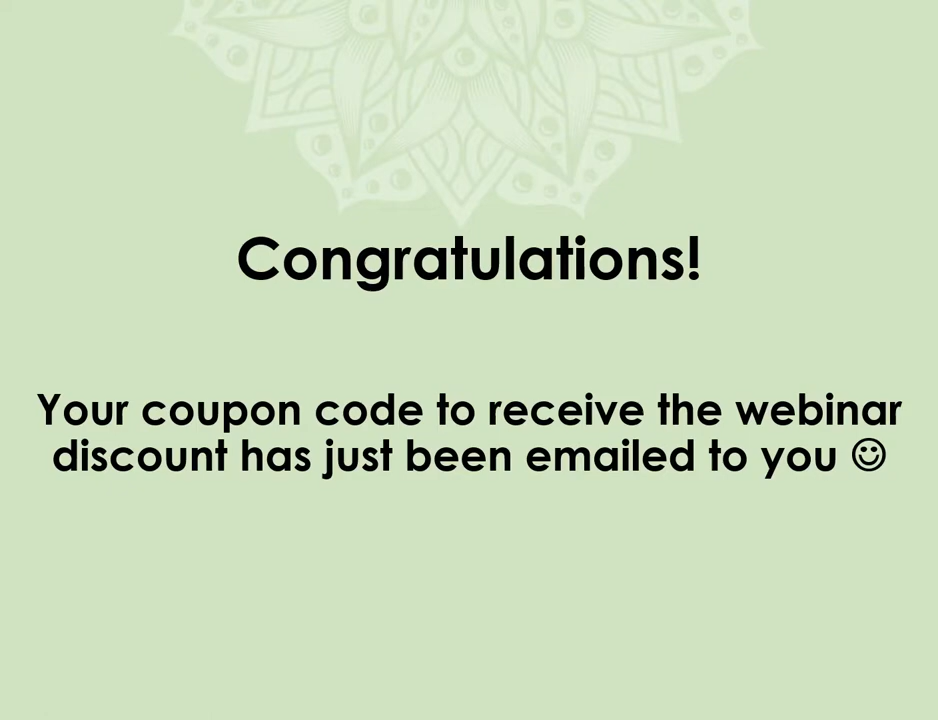 Congratulations!
Your coupon code to receive the webinar
discount has just been emailed to you ☺